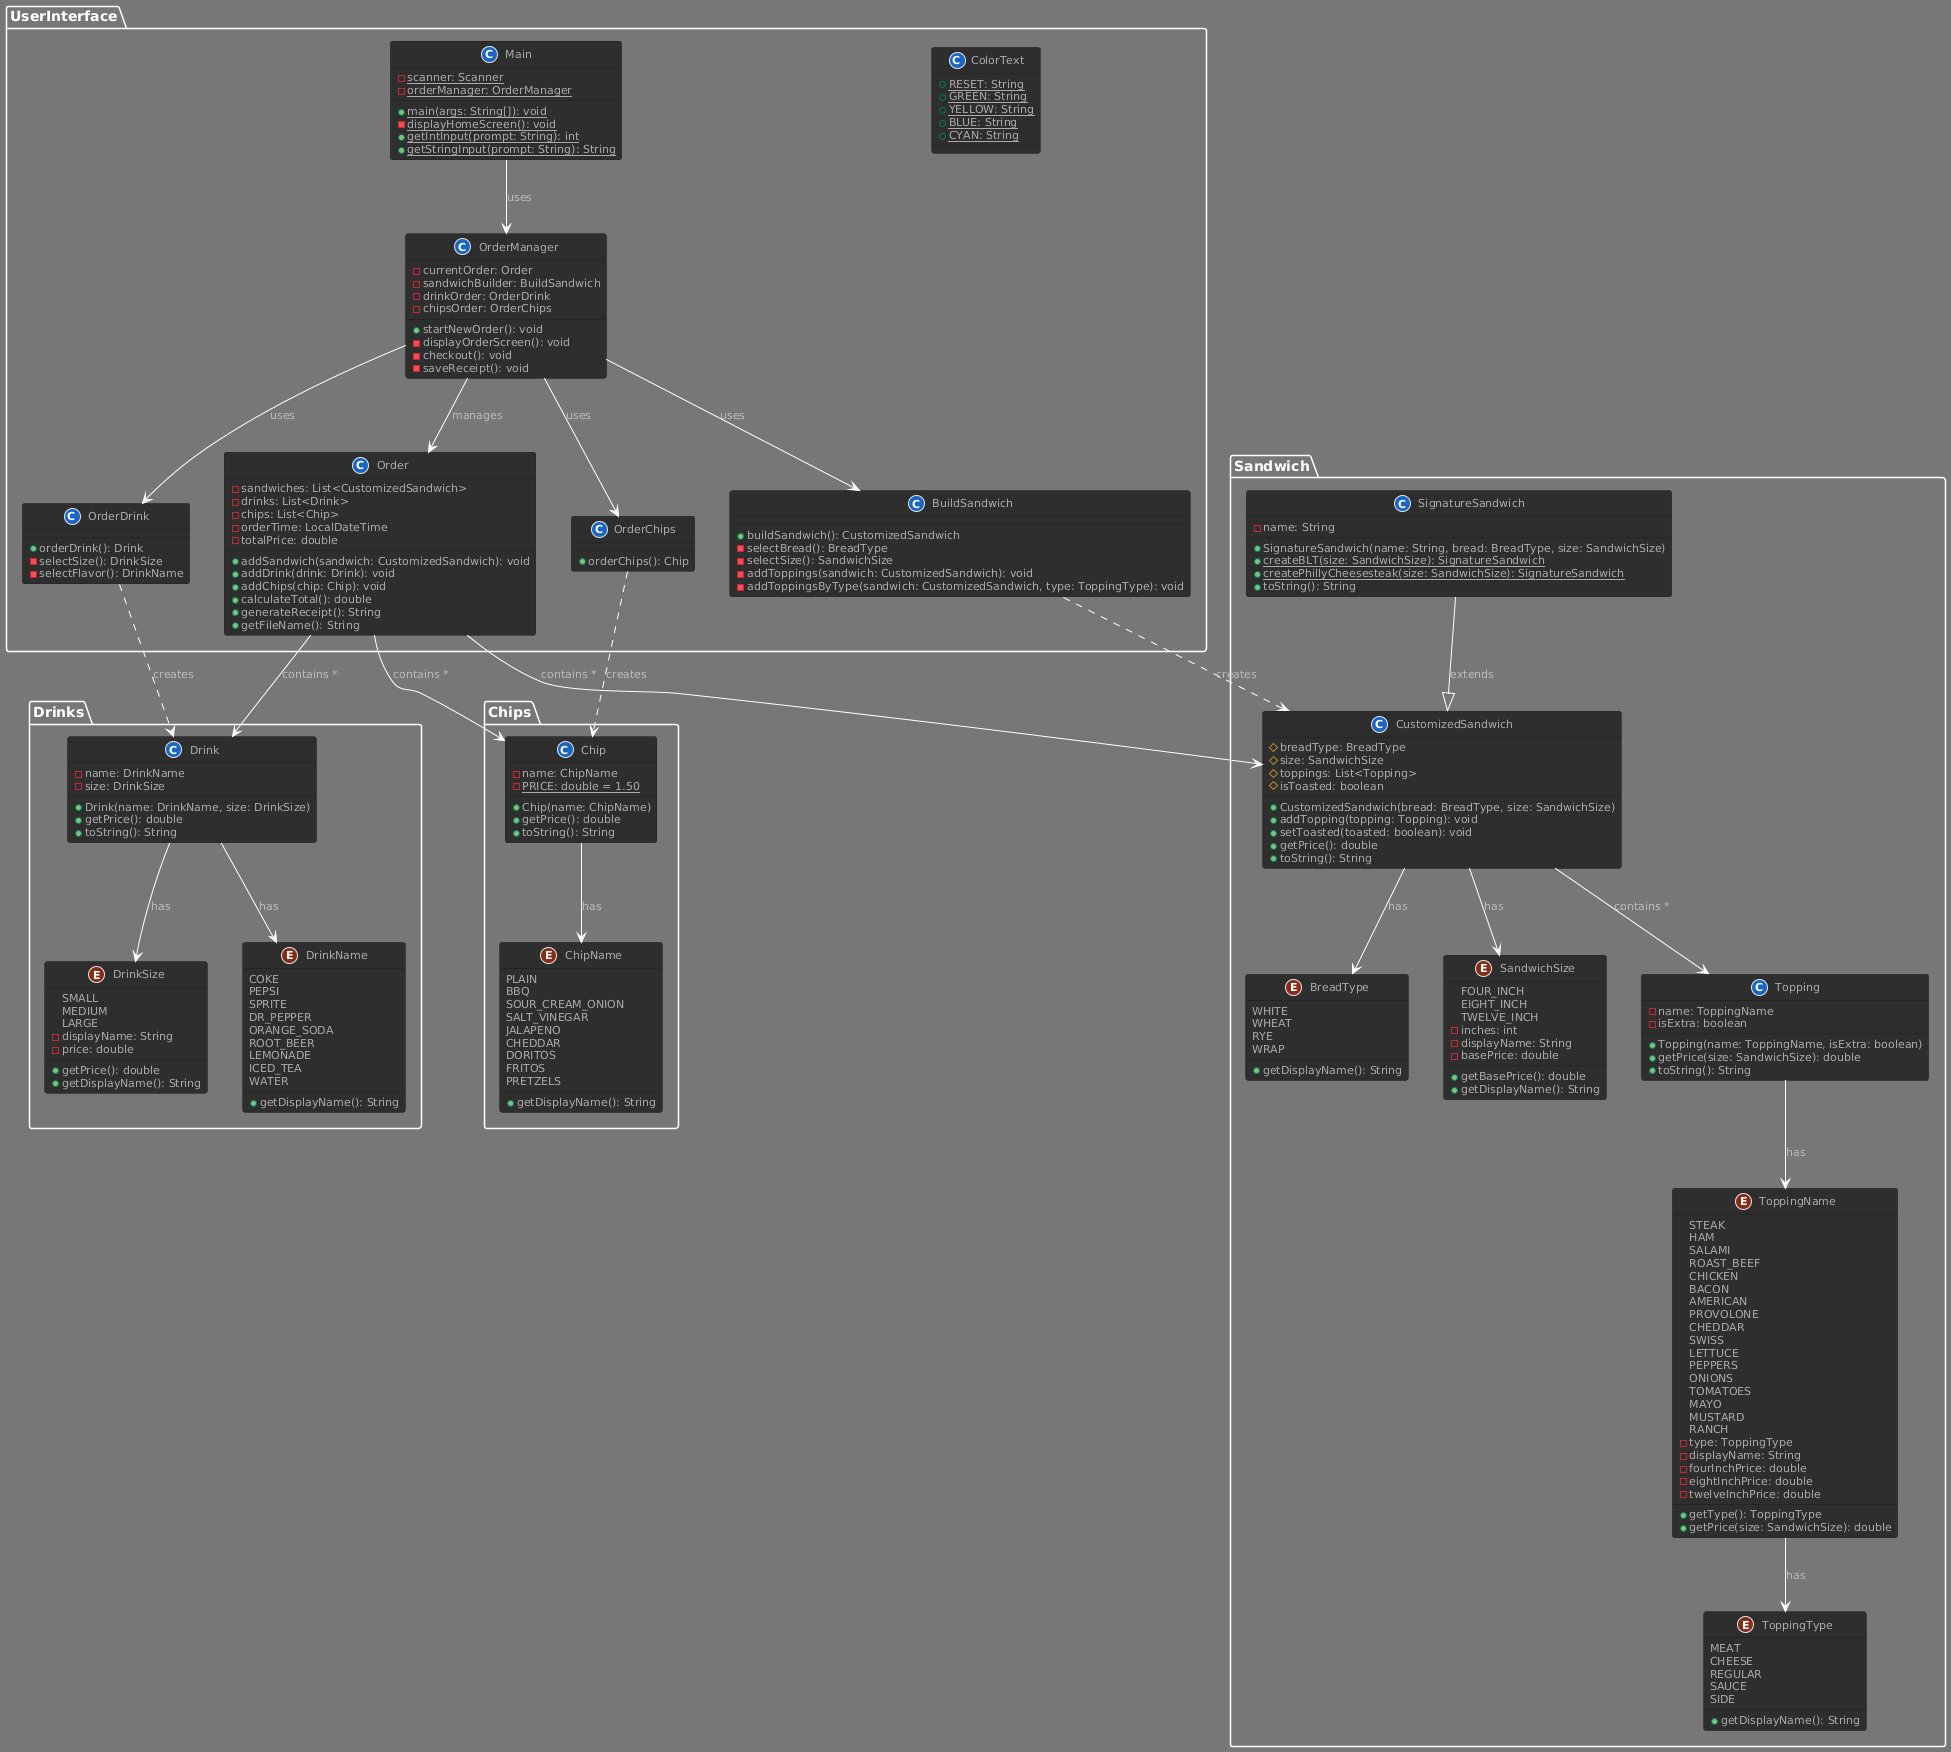 UserInterface
C Main
scanner: Scanner
orderManager: OrderManager
main(args: String[]): void
displayHomeScreen(): void
getIntInput(prompt: String): int
getStringInput(prompt: String): String
C ColorText
RESET: String
GREEN: String
YELLOW: String
BLUE: String
CYAN: String
uses
C OrderManager
currentOrder: Order
sandwichBuilder: BuildSandwich
drinkOrder: OrderDrink
chipsOrder: OrderChips
startNewOrder(): void
displayOrderScreen(): void
checkout(): void
saveReceipt(): void
uses
manages
uses
uses
C OrderDrink
orderDrink(): Drink
selectSize(): DrinkSize
selectFlavor(): DrinkName
C Order
sandwiches: List<CustomizedSandwich>
drinks: List<Drink>
chips: List<Chip>
orderTime: LocalDateTime
totalPrice: double
addSandwich(sandwich: CustomizedSandwich): void
addDrink(drink: Drink): void
addChips(chip: Chip): void
calculateTotal(): double
generateReceipt(): String
getFileName(): String
C OrderChips
orderChips(): Chip
C BuildSandwich
buildSandwich(): CustomizedSandwich
selectBread(): BreadType
selectSize(): SandwichSize
addToppings(sandwich: CustomizedSandwich): void
addToppingsByType(sandwich: CustomizedSandwich, type: ToppingType): void
Sandwich
C SignatureSandwich
name: String
SignatureSandwich(name: String, bread: BreadType, size: SandwichSize)
createBLT(size: SandwichSize): SignatureSandwich
createPhillyCheesesteak(size: SandwichSize): SignatureSandwich
toString(): String
creates
contains *
contains *
contains *
creates
creates
extends
Drinks
C Drink
name: DrinkName
size: DrinkSize
Drink(name: DrinkName, size: DrinkSize)
getPrice(): double
toString(): String
Chips
C Chip
name: ChipName
PRICE: double = 1.50
Chip(name: ChipName)
getPrice(): double
toString(): String
C CustomizedSandwich
breadType: BreadType
size: SandwichSize
toppings: List<Topping>
isToasted: boolean
CustomizedSandwich(bread: BreadType, size: SandwichSize)
addTopping(topping: Topping): void
setToasted(toasted: boolean): void
getPrice(): double
toString(): String
has
has
has
has
has
contains *
E DrinkSize
SMALL
MEDIUM
LARGE
displayName: String
price: double
getPrice(): double
getDisplayName(): String
E DrinkName
COKE
PEPSI
SPRITE
DR_PEPPER
ORANGE_SODA
ROOT_BEER
LEMONADE
ICED_TEA
WATER
getDisplayName(): String
E ChipName
PLAIN
BBQ
SOUR_CREAM_ONION
SALT_VINEGAR
JALAPENO
CHEDDAR
DORITOS
FRITOS
PRETZELS
getDisplayName(): String
E BreadType
WHITE
WHEAT
RYE
WRAP
getDisplayName(): String
E SandwichSize
FOUR_INCH
EIGHT_INCH
TWELVE_INCH
inches: int
displayName: String
basePrice: double
getBasePrice(): double
getDisplayName(): String
C Topping
name: ToppingName
isExtra: boolean
Topping(name: ToppingName, isExtra: boolean)
getPrice(size: SandwichSize): double
toString(): String
has
E ToppingName
STEAK
HAM
SALAMI
ROAST_BEEF
CHICKEN
BACON
AMERICAN
PROVOLONE
CHEDDAR
SWISS
LETTUCE
PEPPERS
ONIONS
TOMATOES
MAYO
MUSTARD
RANCH
type: ToppingType
displayName: String
fourInchPrice: double
eightInchPrice: double
twelveInchPrice: double
getType(): ToppingType
getPrice(size: SandwichSize): double
has
E ToppingType
MEAT
CHEESE
REGULAR
SAUCE
SIDE
getDisplayName(): String